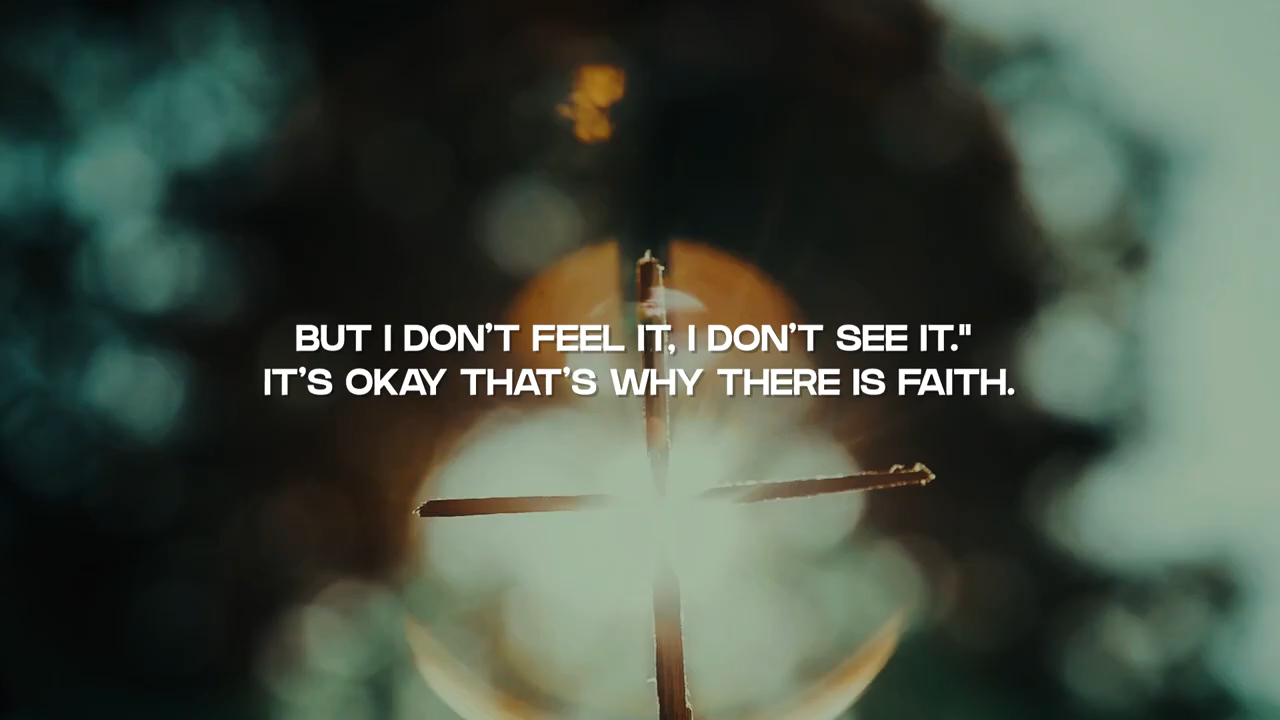 BUT I DON’T FEEL IT, I DON’T SEE IT."
IT’S OKAY THAT’S WHY THERE IS FAITH.